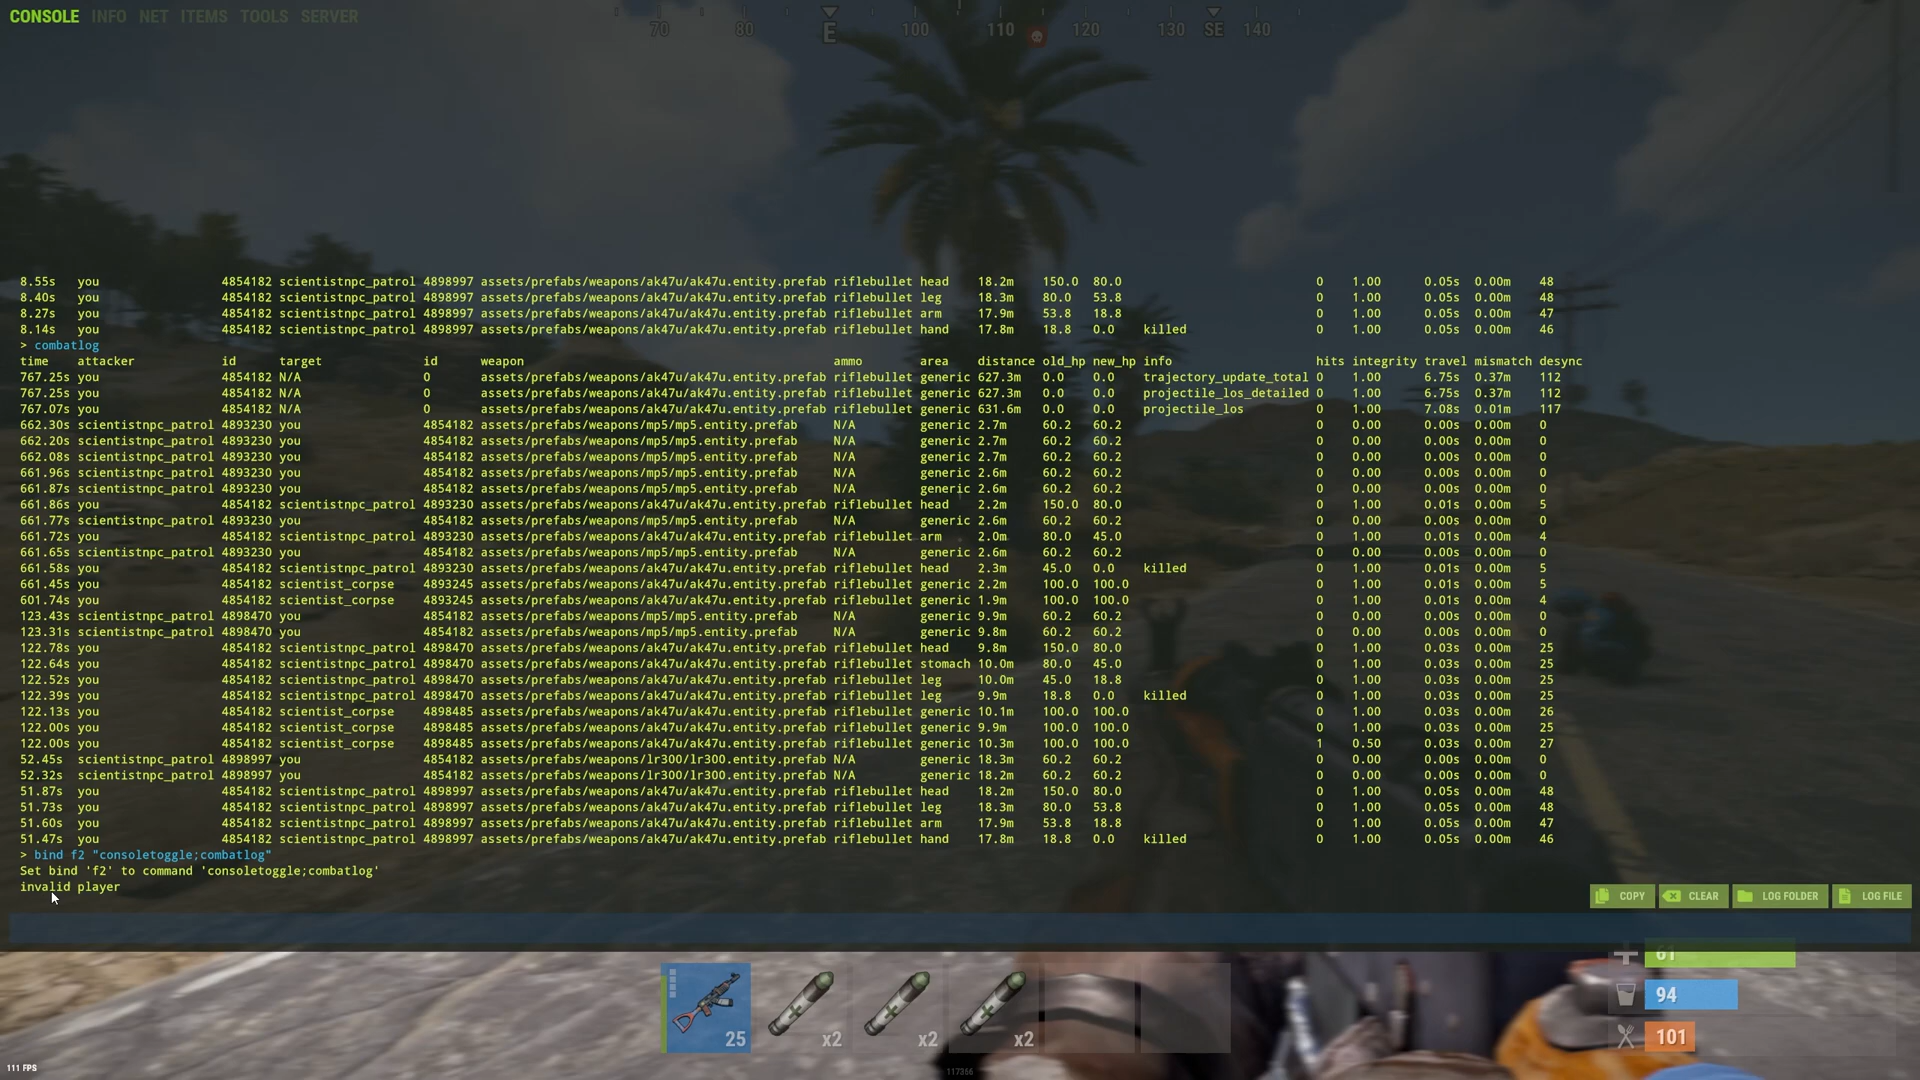 CONSOLE INFO NET ITEMS TOOLS SERVER
70 80 E 100 110 120 130 SE 140
8.55s you 4854182 scientistnpc_patrol 4898997 assets/prefabs/weapons/ak47u/ak47u.entity.prefab riflebullet head 18.2m 150.0 80.0 0 1.00 0.05s 0.00m 48
8.40s you 4854182 scientistnpc_patrol 4898997 assets/prefabs/weapons/ak47u/ak47u.entity.prefab riflebullet leg 18.3m 80.0 53.8 0 1.00 0.05s 0.00m 48
8.27s you 4854182 scientistnpc_patrol 4898997 assets/prefabs/weapons/ak47u/ak47u.entity.prefab riflebullet arm 17.9m 53.8 18.8 0 1.00 0.05s 0.00m 47
8.14s you 4854182 scientistnpc_patrol 4898997 assets/prefabs/weapons/ak47u/ak47u.entity.prefab riflebullet hand 17.8m 18.8 0.0 killed 0 1.00 0.05s 0.00m 46
> combatlog
time attacker id target id weapon ammo area distance old_hp new_hp info hits integrity travel mismatch desync
767.25s you 4854182 N/A 0 assets/prefabs/weapons/ak47u/ak47u.entity.prefab riflebullet generic 627.3m 0.0 0.0 trajectory_update_total 0 1.00 6.75s 0.37m 112
767.25s you 4854182 N/A 0 assets/prefabs/weapons/ak47u/ak47u.entity.prefab riflebullet generic 627.3m 0.0 0.0 projectile_los_detailed 0 1.00 6.75s 0.37m 112
767.07s you 4854182 N/A 0 assets/prefabs/weapons/ak47u/ak47u.entity.prefab riflebullet generic 631.6m 0.0 0.0 projectile_los 0 1.00 7.08s 0.01m 117
662.30s scientistnpc_patrol 4893230 you 4854182 assets/prefabs/weapons/mp5/mp5.entity.prefab N/A generic 2.7m 60.2 60.2 0 1.00 0.00s 0.00m 0
662.20s scientistnpc_patrol 4893230 you 4854182 assets/prefabs/weapons/mp5/mp5.entity.prefab N/A generic 2.7m 60.2 60.2 0 1.00 0.00s 0.00m 0
662.08s scientistnpc_patrol 4893230 you 4854182 assets/prefabs/weapons/mp5/mp5.entity.prefab N/A generic 2.7m 60.2 60.2 0 1.00 0.00s 0.00m 0
661.96s scientistnpc_patrol 4893230 you 4854182 assets/prefabs/weapons/mp5/mp5.entity.prefab N/A generic 2.6m 60.2 60.2 0 1.00 0.00s 0.00m 0
661.87s scientistnpc_patrol 4893230 you 4854182 assets/prefabs/weapons/mp5/mp5.entity.prefab N/A generic 2.6m 60.2 60.2 0 1.00 0.00s 0.00m 0
661.86s you 4854182 scientistnpc_patrol 4893230 assets/prefabs/weapons/ak47u/ak47u.entity.prefab riflebullet head 2.2m 150.0 80.0 0 1.00 0.01s 0.00m 5
661.77s scientistnpc_patrol 4893230 you 4854182 assets/prefabs/weapons/mp5/mp5.entity.prefab N/A generic 2.6m 60.2 60.2 0 1.00 0.00s 0.00m 0
661.72s you 4854182 scientistnpc_patrol 4893230 assets/prefabs/weapons/ak47u/ak47u.entity.prefab riflebullet arm 2.0m 80.0 45.0 0 1.00 0.01s 0.00m 4
661.65s scientistnpc_patrol 4893230 you 4854182 assets/prefabs/weapons/mp5/mp5.entity.prefab N/A generic 2.6m 60.2 60.2 0 1.00 0.00s 0.00m 0
661.58s you 4854182 scientistnpc_patrol 4893230 assets/prefabs/weapons/ak47u/ak47u.entity.prefab riflebullet head 2.3m 45.0 0.0 killed 0 1.00 0.01s 0.00m 5
661.45s you 4854182 scientist_corpse 4893245 assets/prefabs/weapons/ak47u/ak47u.entity.prefab riflebullet generic 2.2m 100.0 100.0 0 1.00 0.01s 0.00m 5
601.74s you 4854182 scientist_corpse 4893245 assets/prefabs/weapons/ak47u/ak47u.entity.prefab riflebullet generic 1.9m 100.0 100.0 0 1.00 0.01s 0.00m 4
123.43s scientistnpc_patrol 4898470 you 4854182 assets/prefabs/weapons/mp5/mp5.entity.prefab N/A generic 9.9m 60.2 60.2 0 1.00 0.00s 0.00m 0
123.31s scientistnpc_patrol 4898470 you 4854182 assets/prefabs/weapons/mp5/mp5.entity.prefab N/A generic 9.8m 60.2 60.2 0 1.00 0.00s 0.00m 0
122.78s you 4854182 scientistnpc_patrol 4898470 assets/prefabs/weapons/ak47u/ak47u.entity.prefab riflebullet head 9.8m 150.0 80.0 0 1.00 0.03s 0.00m 25
122.64s you 4854182 scientistnpc_patrol 4898470 assets/prefabs/weapons/ak47u/ak47u.entity.prefab riflebullet stomach 10.0m 80.0 45.0 0 1.00 0.03s 0.00m 25
122.52s you 4854182 scientistnpc_patrol 4898470 assets/prefabs/weapons/ak47u/ak47u.entity.prefab riflebullet leg 10.0m 45.0 18.8 0 1.00 0.03s 0.00m 25
122.39s you 4854182 scientistnpc_patrol 4898470 assets/prefabs/weapons/ak47u/ak47u.entity.prefab riflebullet leg 9.9m 18.8 0.0 killed 0 1.00 0.03s 0.00m 25
122.13s you 4854182 scientist_corpse 4898485 assets/prefabs/weapons/ak47u/ak47u.entity.prefab riflebullet generic 10.1m 100.0 100.0 0 1.00 0.03s 0.00m 26
122.00s you 4854182 scientist_corpse 4898485 assets/prefabs/weapons/ak47u/ak47u.entity.prefab riflebullet generic 9.9m 100.0 100.0 0 1.00 0.03s 0.00m 25
122.00s you 4854182 scientist_corpse 4898485 assets/prefabs/weapons/ak47u/ak47u.entity.prefab riflebullet generic 10.3m 100.0 100.0 1 0.50 0.03s 0.00m 27
52.45s scientistnpc_patrol 4898997 you 4854182 assets/prefabs/weapons/lr300/lr300.entity.prefab N/A generic 18.3m 60.2 60.2 0 1.00 0.00s 0.00m 0
52.32s scientistnpc_patrol 4898997 you 4854182 assets/prefabs/weapons/lr300/lr300.entity.prefab N/A generic 18.2m 60.2 60.2 0 1.00 0.00s 0.00m 0
51.87s you 4854182 scientistnpc_patrol 4898997 assets/prefabs/weapons/ak47u/ak47u.entity.prefab riflebullet head 18.2m 150.0 80.0 0 1.00 0.05s 0.00m 48
51.73s you 4854182 scientistnpc_patrol 4898997 assets/prefabs/weapons/ak47u/ak47u.entity.prefab riflebullet leg 18.3m 80.0 53.8 0 1.00 0.05s 0.00m 48
51.60s you 4854182 scientistnpc_patrol 4898997 assets/prefabs/weapons/ak47u/ak47u.entity.prefab riflebullet arm 17.9m 53.8 18.8 0 1.00 0.05s 0.00m 47
51.47s you 4854182 scientistnpc_patrol 4898997 assets/prefabs/weapons/ak47u/ak47u.entity.prefab riflebullet hand 17.8m 18.8 0.0 killed 0 1.00 0.05s 0.00m 46
> bind f2 "consoletoggle;combatlog"
Set bind 'f2' to command 'consoletoggle;combatlog'
invalid player
COPY CLEAR LOG FOLDER LOG FILE
61
94
25 x2 x2 x2
101
111 FPS
117366